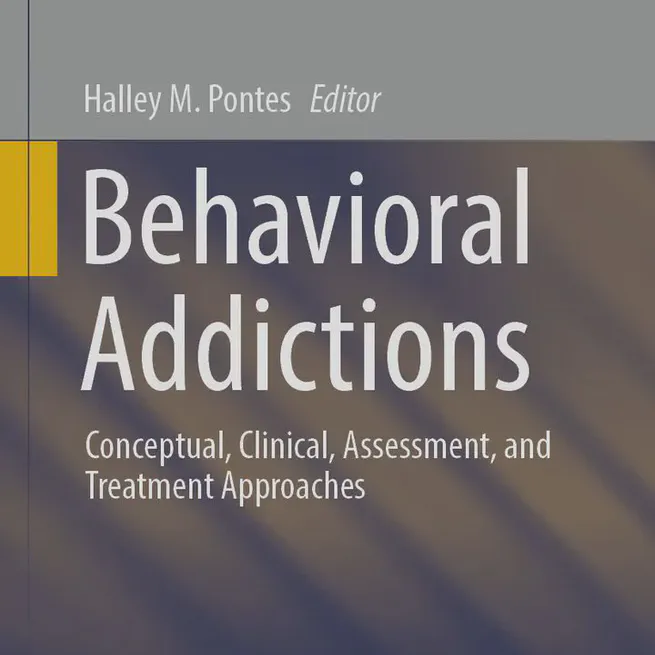 Halley M. Pontes Editor
Behavioral
Addictions
Conceptual, Clinical, Assessment, and
Treatment Approaches